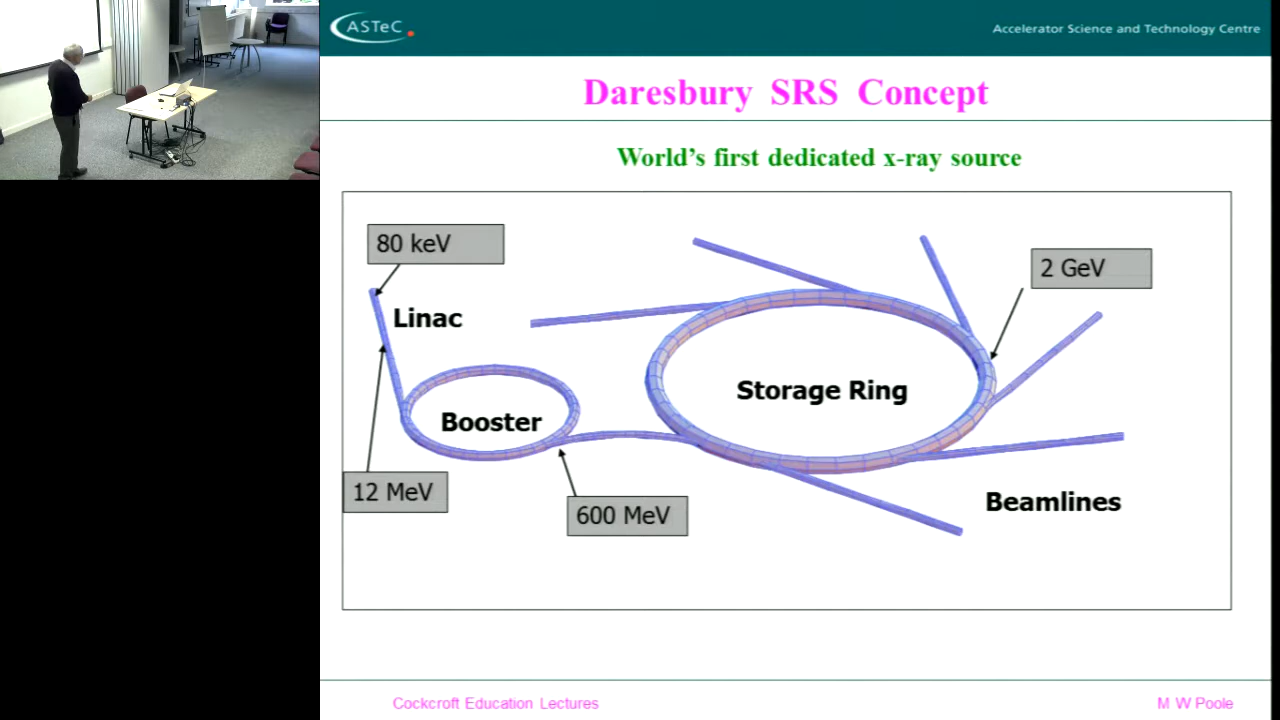 ASTeC
Accelerator Science and Technology Centre
Daresbury SRS Concept
World's first dedicated x-ray source
80 keV
2 GeV
Linac
Storage Ring
Booster
12 MeV
600 MeV
Beamlines
Cockcroft Education Lectures
M W Poole